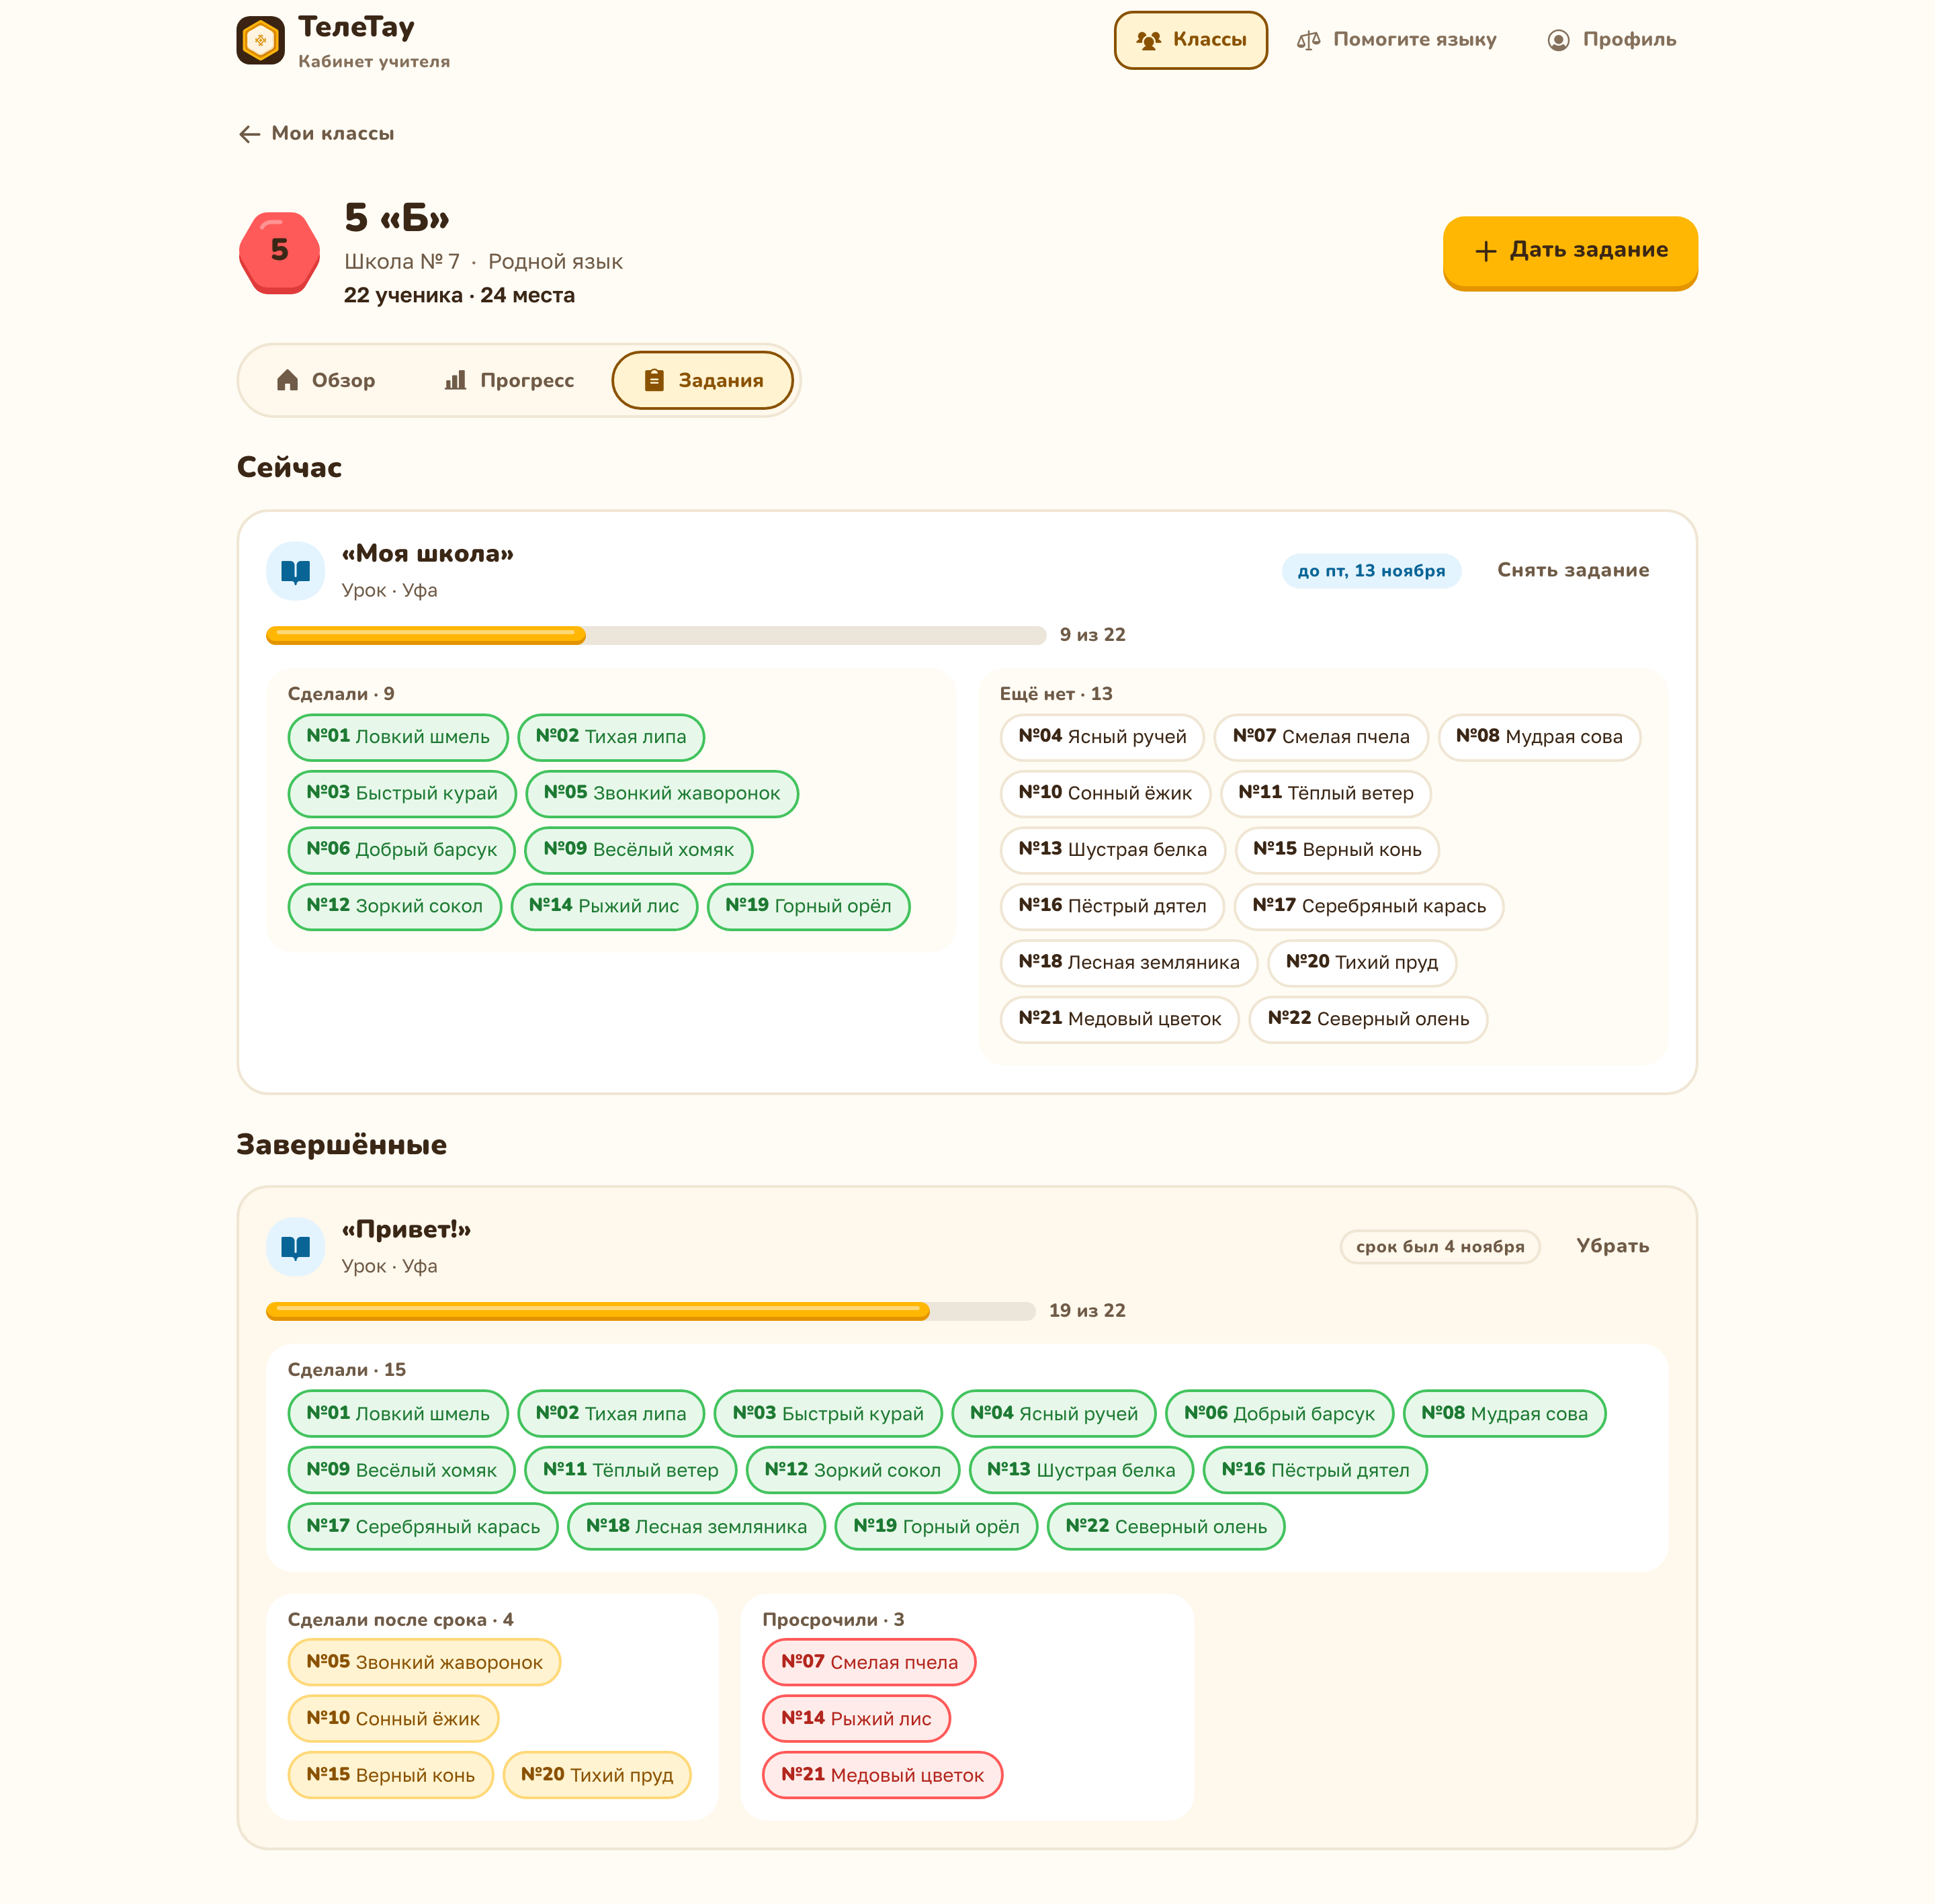 ТелеТау
Кабинет учителя
Классы
Помогите языку
Профиль
Мои классы
5
5 «Б»
Школа № 7 · Родной язык
22 ученика · 24 места
Дать задание
Обзор
Прогресс
Задания
Сейчас
«Моя школа»
Урок · Уфа
до пт, 13 ноября
Снять задание
9 из 22
Сделали · 9
№01 Ловкий шмель
№02 Тихая липа
№03 Быстрый курай
№05 Звонкий жаворонок
№06 Добрый барсук
№09 Весёлый хомяк
№12 Зоркий сокол
№14 Рыжий лис
№19 Горный орёл
Ещё нет · 13
№04 Ясный ручей
№07 Смелая пчела
№08 Мудрая сова
№10 Сонный ёжик
№11 Тёплый ветер
№13 Шустрая белка
№15 Верный конь
№16 Пёстрый дятел
№17 Серебряный карась
№18 Лесная земляника
№20 Тихий пруд
№21 Медовый цветок
№22 Северный олень
Завершённые
«Привет!»
Урок · Уфа
срок был 4 ноября
Убрать
19 из 22
Сделали · 15
№01 Ловкий шмель
№02 Тихая липа
№03 Быстрый курай
№04 Ясный ручей
№06 Добрый барсук
№08 Мудрая сова
№09 Весёлый хомяк
№11 Тёплый ветер
№12 Зоркий сокол
№13 Шустрая белка
№16 Пёстрый дятел
№17 Серебряный карась
№18 Лесная земляника
№19 Горный орёл
№22 Северный олень
Сделали после срока · 4
№05 Звонкий жаворонок
№10 Сонный ёжик
№15 Верный конь
№20 Тихий пруд
Просрочили · 3
№07 Смелая пчела
№14 Рыжий лис
№21 Медовый цветок